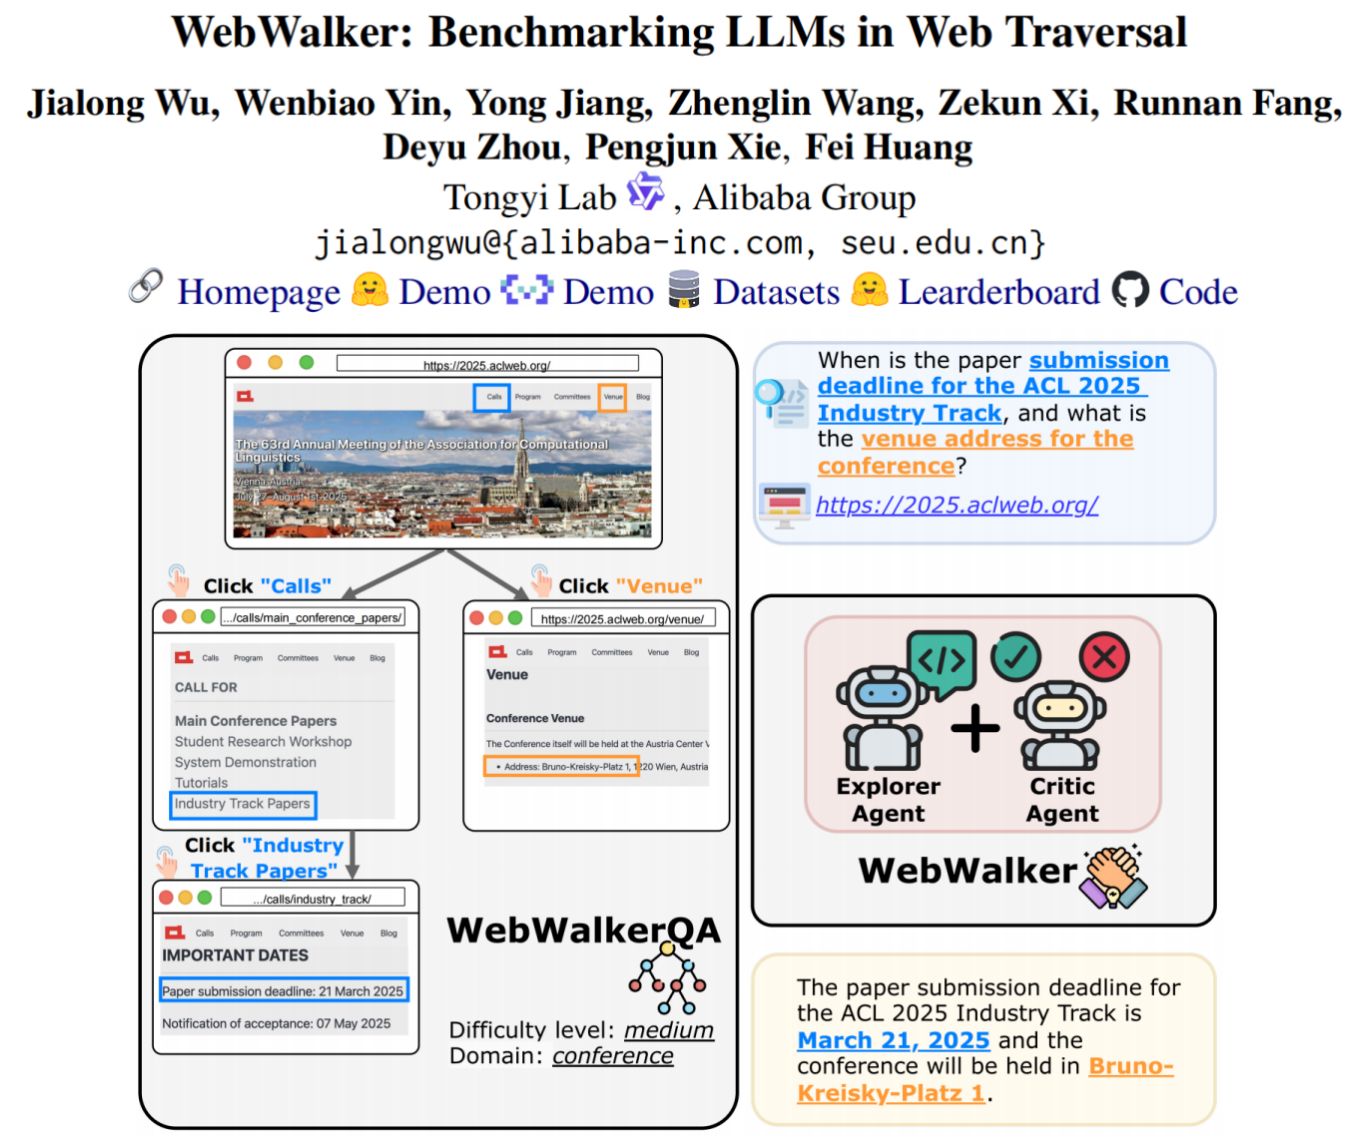 WebWalker: Benchmarking LLMs in Web Traversal
Jialong Wu, Wenbiao Yin, Yong Jiang, Zhenglin Wang, Zekun Xi, Runnan Fang,
Deyu Zhou, Pengjun Xie, Fei Huang
Tongyi Lab , Alibaba Group
jialongwu@{alibaba-inc.com, seu.edu.cn}
Homepage Demo Demo Datasets Learderboard Code
https://2025.aclweb.org/
Calls Program Committees Venue Blog
The 63rd Annual Meeting of the Association for Computational
Linguistics
Vienna, Austria
July 27–August 1st, 2025
Click "Calls"
.../calls/main_conference_papers/
Calls Program Committees Venue Blog
CALL FOR
Main Conference Papers
Student Research Workshop
System Demonstration
Tutorials
Industry Track Papers
Click "Industry
Track Papers"
.../calls/industry_track/
Calls Program Committees Venue Blog
IMPORTANT DATES
Paper submission deadline: 21 March 2025
Notification of acceptance: 07 May 2025
Click "Venue"
https://2025.aclweb.org/venue/
Calls Program Committees Venue Blog
Venue
Conference Venue
The Conference itself will be held at the Austria Center V
• Address: Bruno-Kreisky-Platz 1, 1220 Wien, Austria
WebWalkerQA
Difficulty level: medium
Domain: conference
When is the paper submission
deadline for the ACL 2025
Industry Track, and what is
the venue address for the
conference?
https://2025.aclweb.org/
</>
+
Explorer
Agent
Critic
Agent
WebWalker
The paper submission deadline for
the ACL 2025 Industry Track is
March 21, 2025 and the
conference will be held in Bruno-
Kreisky-Platz 1.